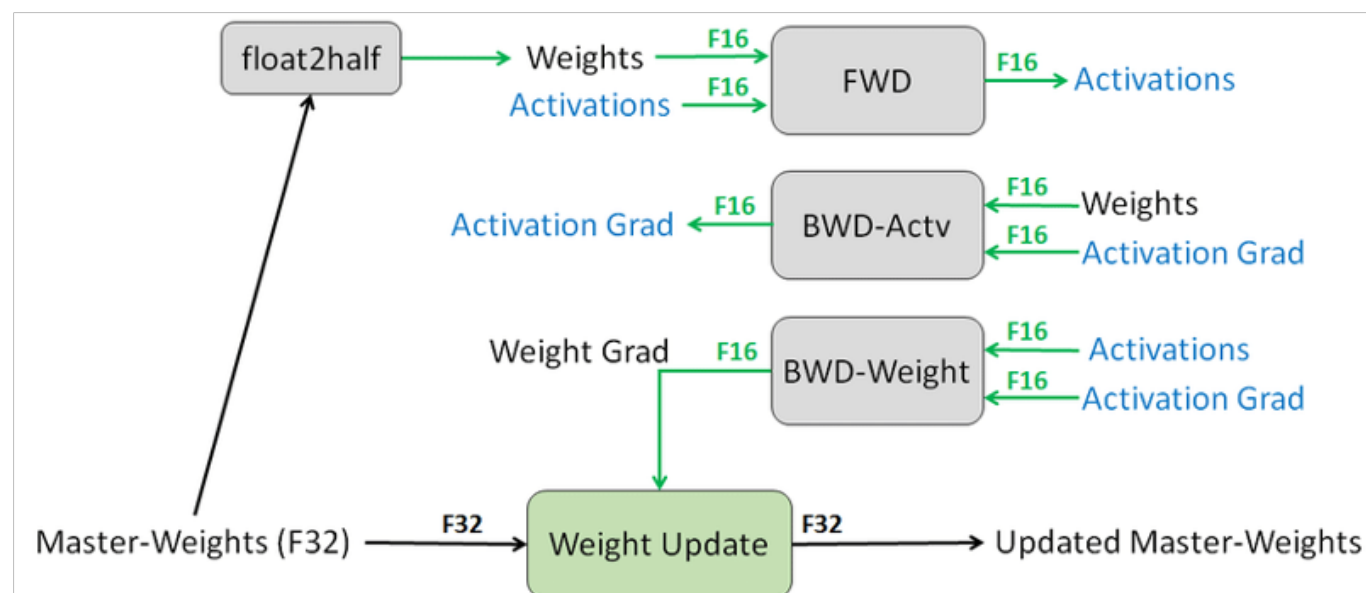 float2half
Weights
F16
Activations
F16
FWD
F16
Activations
Activation Grad
F16
BWD-Actv
F16
Weights
F16
Activation Grad
Weight Grad
F16
BWD-Weight
F16
Activations
F16
Activation Grad
Master-Weights (F32)
F32
Weight Update
F32
Updated Master-Weights